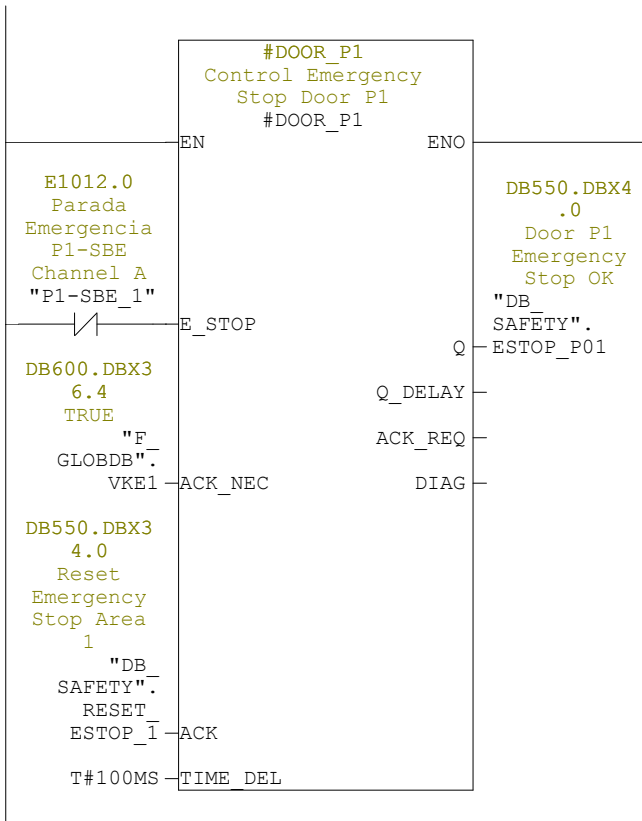 #DOOR_P1
Control Emergency
Stop Door P1
#DOOR_P1
EN
ENO
E1012.0
Parada
Emergencia
P1-SBE
Channel A
"P1-SBE_1"
E_STOP
DB550.DBX4
.0
Door P1
Emergency
Stop OK
"DB_
SAFETY".
Q
ESTOP_P01
DB600.DBX3
6.4
TRUE
"F_
GLOBDB".
VKE1
ACK_NEC
Q_DELAY
ACK_REQ
DIAG
DB550.DBX3
4.0
Reset
Emergency
Stop Area
1
"DB_
SAFETY".
RESET_
ESTOP_1
ACK
T#100MS
TIME_DEL